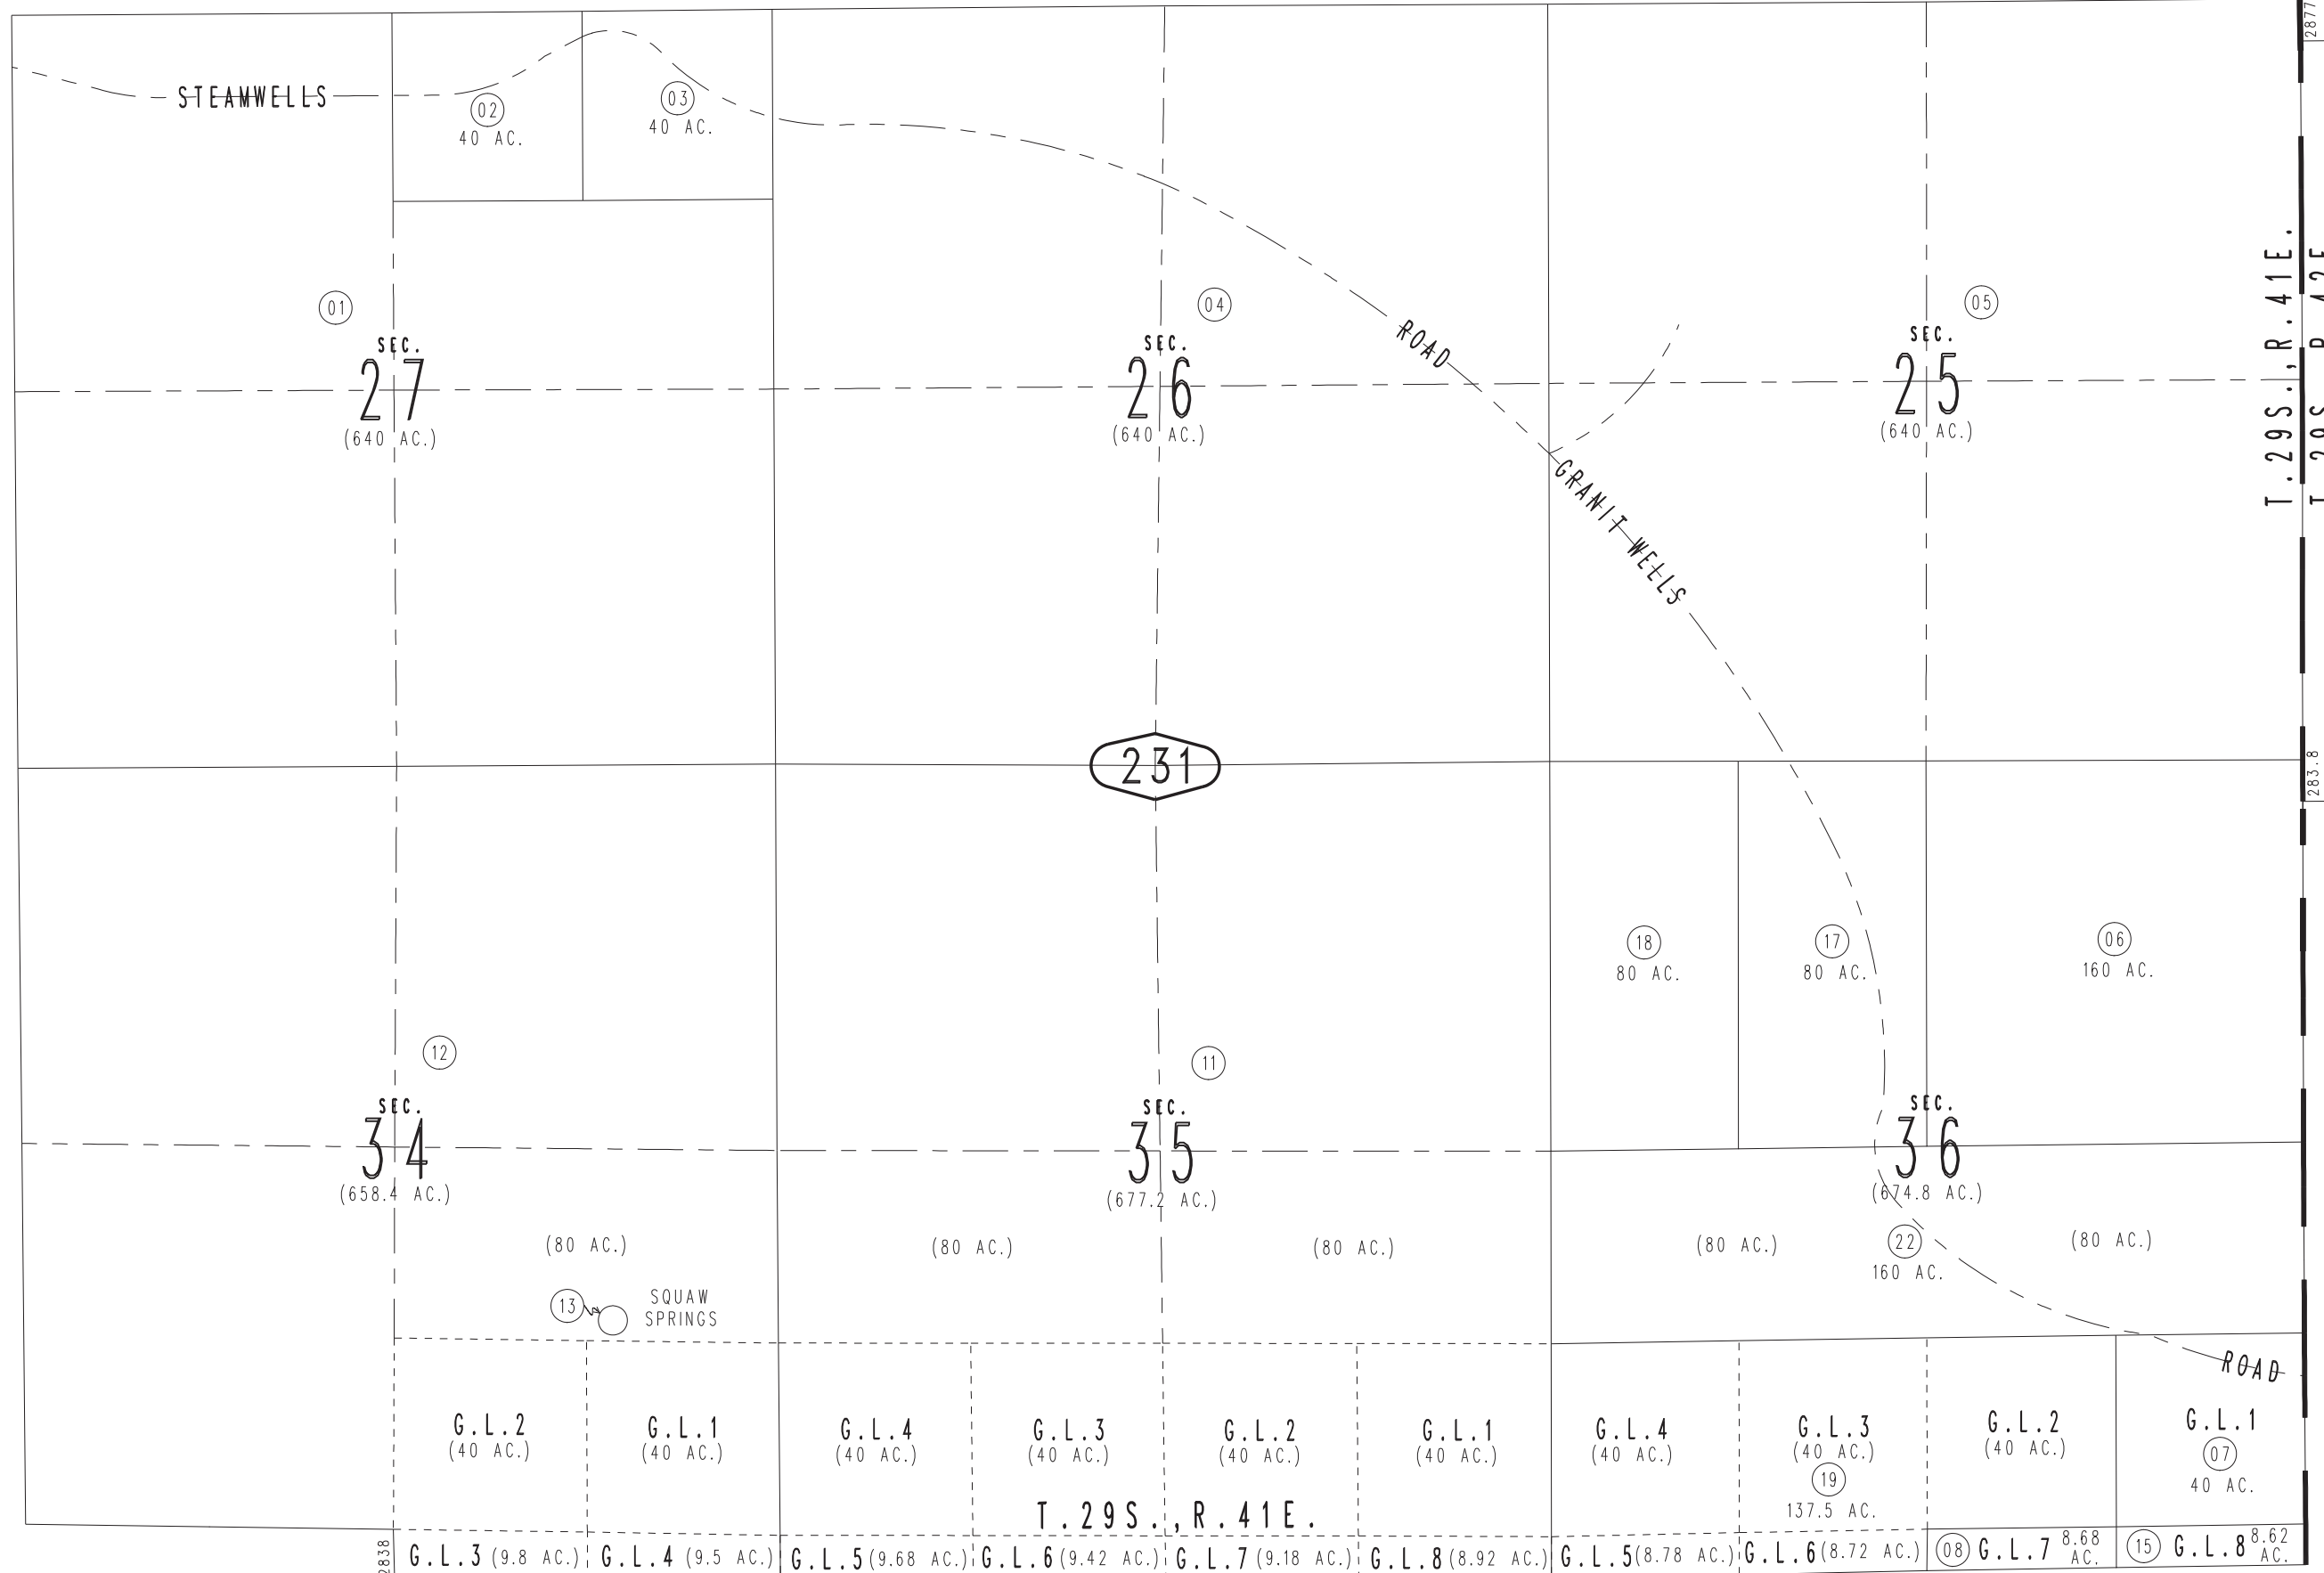 2877
STEAMWELLS
02
40 AC.
03
40 AC.
01
SEC.
27
(640 AC.)
04
SEC.
26
(640 AC.)
ROAD
05
SEC.
25
(640 AC.)
T.29S.,R.41E.
GRANIT WELLS
231
283.8
18
80 AC.
17
80 AC.
06
160 AC.
12
SEC.
34
(658.4 AC.)
11
SEC.
35
(677.2 AC.)
SEC.
36
(674.8 AC.)
(80 AC.)
(80 AC.)
(80 AC.)
(80 AC.)
22
160 AC.
(80 AC.)
13
SQUAW
SPRINGS
ROAD
G.L.2
(40 AC.)
G.L.1
(40 AC.)
G.L.4
(40 AC.)
G.L.3
(40 AC.)
G.L.2
(40 AC.)
G.L.1
(40 AC.)
G.L.4
(40 AC.)
G.L.3
(40 AC.)
19
137.5 AC.
G.L.2
(40 AC.)
G.L.1
07
40 AC.
T.29S.,R.41E.
G.L.3 (9.8 AC.)
G.L.4 (9.5 AC.)
G.L.5 (9.68 AC.)
G.L.6 (9.42 AC.)
G.L.7 (9.18 AC.)
G.L.8 (8.92 AC.)
G.L.5 (8.78 AC.)
G.L.6 (8.72 AC.)
08 G.L.7 8.68 AC.
15 G.L.8 8.62 AC.